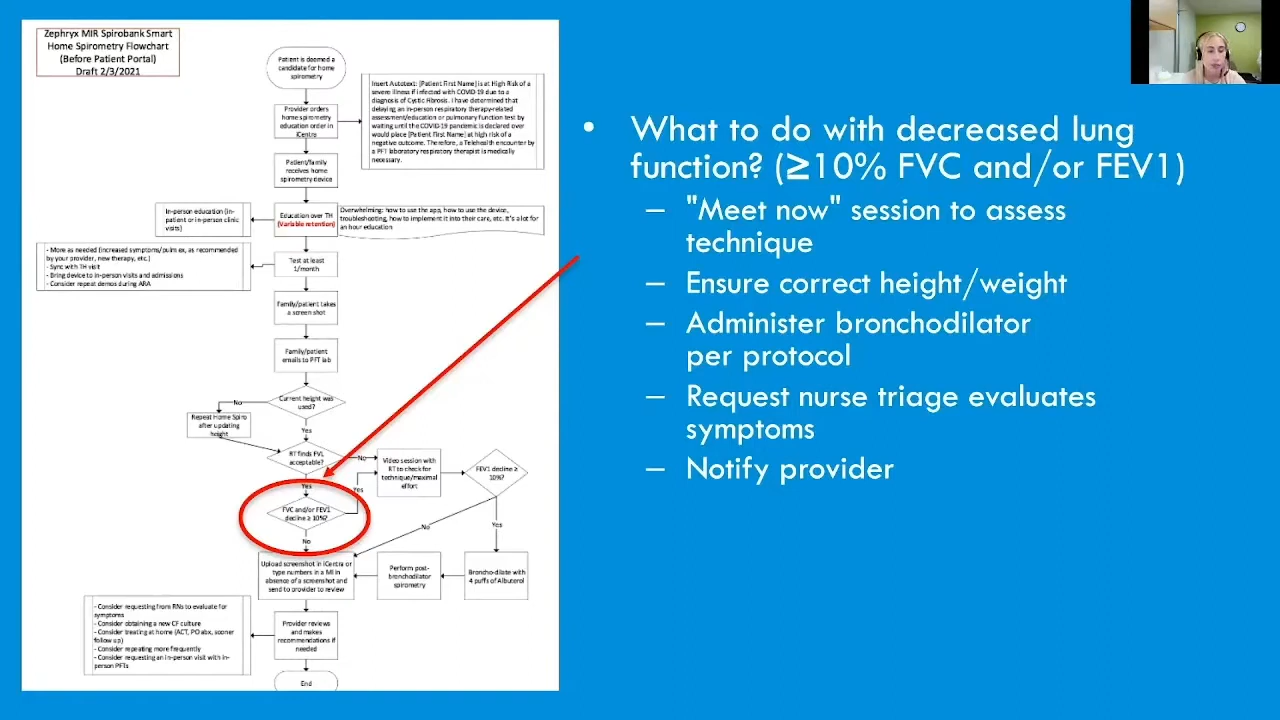 Zephryx MIR Spirobank Smart
Home Spirometry Flowchart
(Before Patient Portal)
Draft 2/3/2021
Patient is deemed a
candidate for home
spirometry
Insert Autotext: [Patient First Name] is at High Risk of a
severe illness if infected with COVID-19 due to a
diagnosis of Cystic Fibrosis. I have determined that
delaying an in-person respiratory therapy-related
assessment/education or pulmonary function test by
waiting until the COVID-19 pandemic is declared over
would place [Patient First Name] at high risk of a
negative outcome. Therefore, a Telehealth encounter by
a PFT laboratory respiratory therapist is medically
necessary.
Provider orders
home spirometry
education order in
iCentra
Patient/family
receives home
spirometry device
In-person education (in-
patient or in-person clinic
visits)
Education over TH
(Variable retention)
Overwhelming: how to use the app, how to use the device,
troubleshooting, how to implement it into their care, etc. It's a lot for
an hour education
- More as needed (increased symptoms/pulm ex, as recommended
by your provider, new therapy, etc.)
- Sync with TH visit
- Bring device to in-person visits and admissions
- Consider repeat demos during ARA
Test at least
1/month
Family/patient takes
a screen shot
Family/patient
emails to PFT lab
Current height was
used?
No
Repeat Home Spiro
after updating
height
Yes
RT finds FVL
acceptable?
No
Video session with
RT to check for
technique/maximal
effort
FEV1 decline ≥
10%?
Yes
Yes
FVC and/or FEV1
decline ≥ 10%?
No
Yes
No
Upload screenshot in iCentra or
type numbers in a MI in
absence of a screenshot and
send to provider to review
Perform post-
bronchodilator
spirometry
Broncho-dilate with
4 puffs of Albuterol
- Consider requesting from RNs to evaluate for
symptoms
- Consider obtaining a new CF culture
- Consider treating at home (ACT, PO abx, sooner
follow up)
- Consider repeating more frequently
- Consider requesting an in-person visit with in-
person PFTs
Provider reviews
and makes
recommendations if
needed
End
• What to do with decreased lung
function? (≥10% FVC and/or FEV1)
– "Meet now" session to assess
technique
– Ensure correct height/weight
– Administer bronchodilator
per protocol
– Request nurse triage evaluates
symptoms
– Notify provider